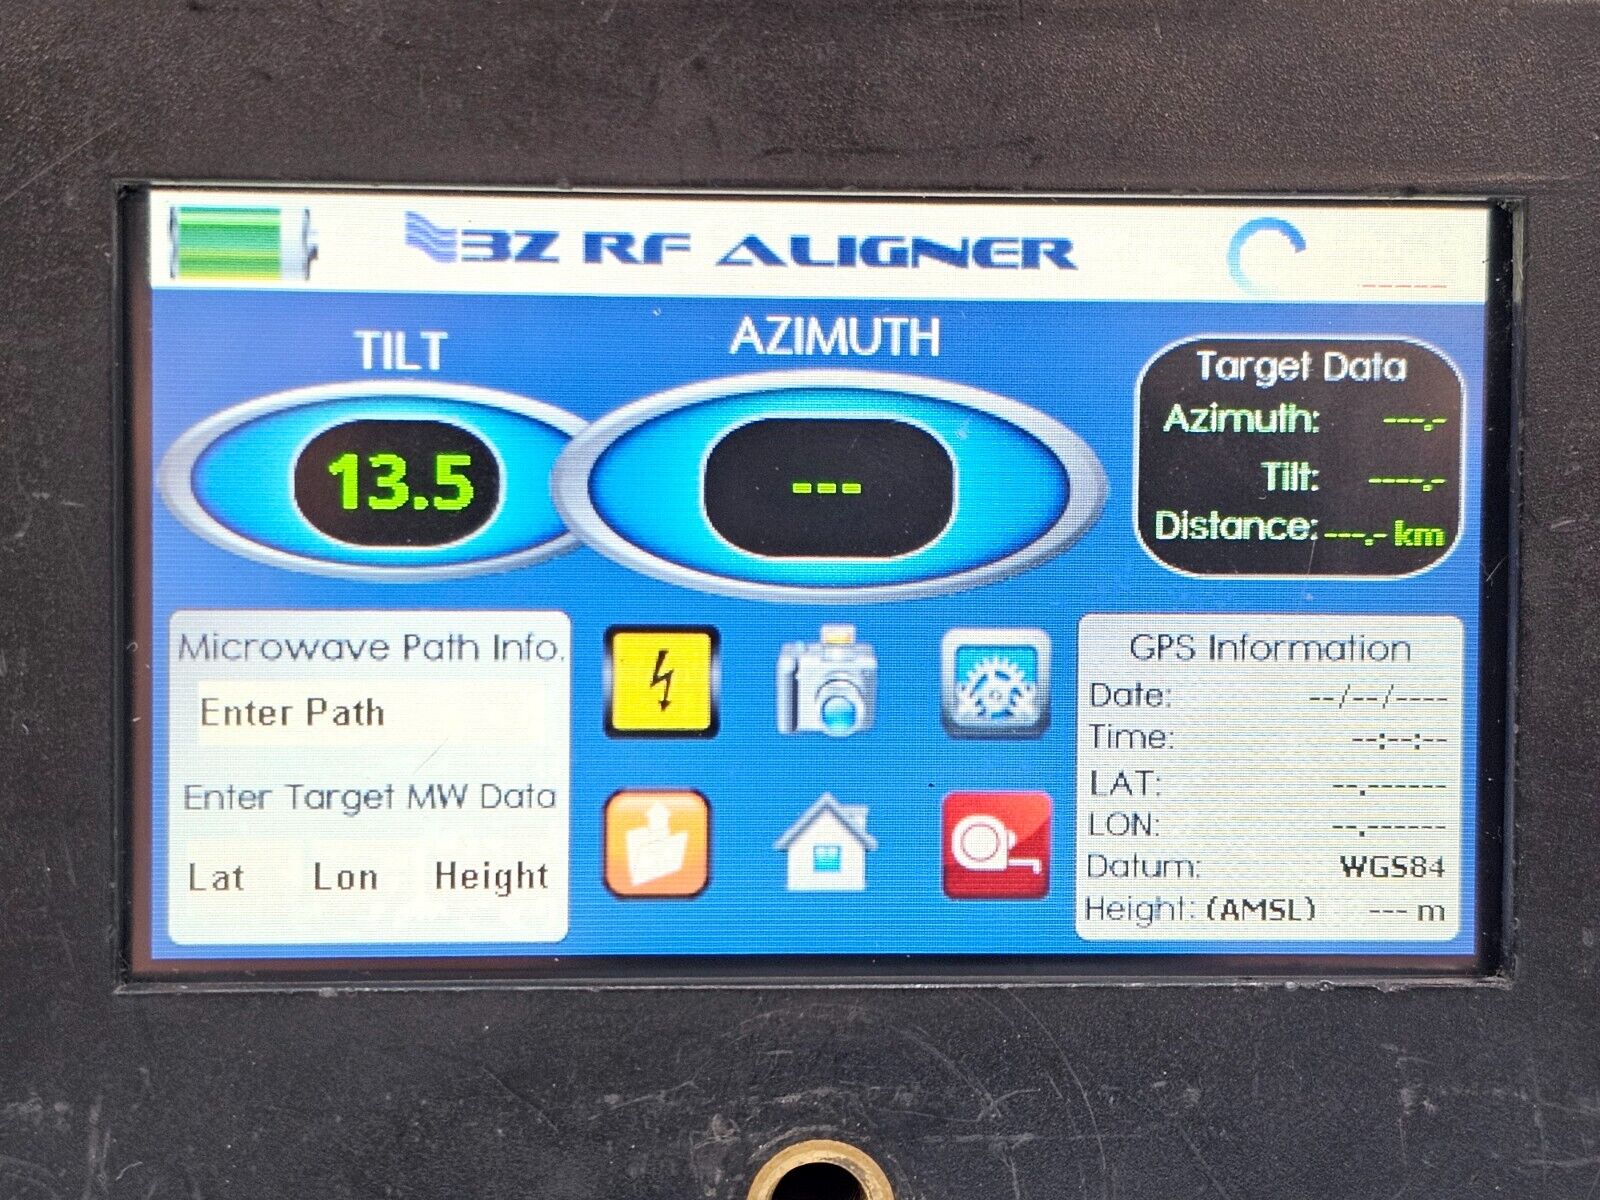 3Z RF ALIGNER
-----
TILT
13.5
AZIMUTH
---
Target Data
Azimuth: ---.-
Tilt: ----.-
Distance: ---.- km
Microwave Path Info.
Enter Path
Enter Target MW Data
Lat Lon Height
GPS Information
Date: --/--/----
Time: --:--:--
LAT: --.------
LON: --.------
Datum: WGS84
Height: (AMSL) --- m